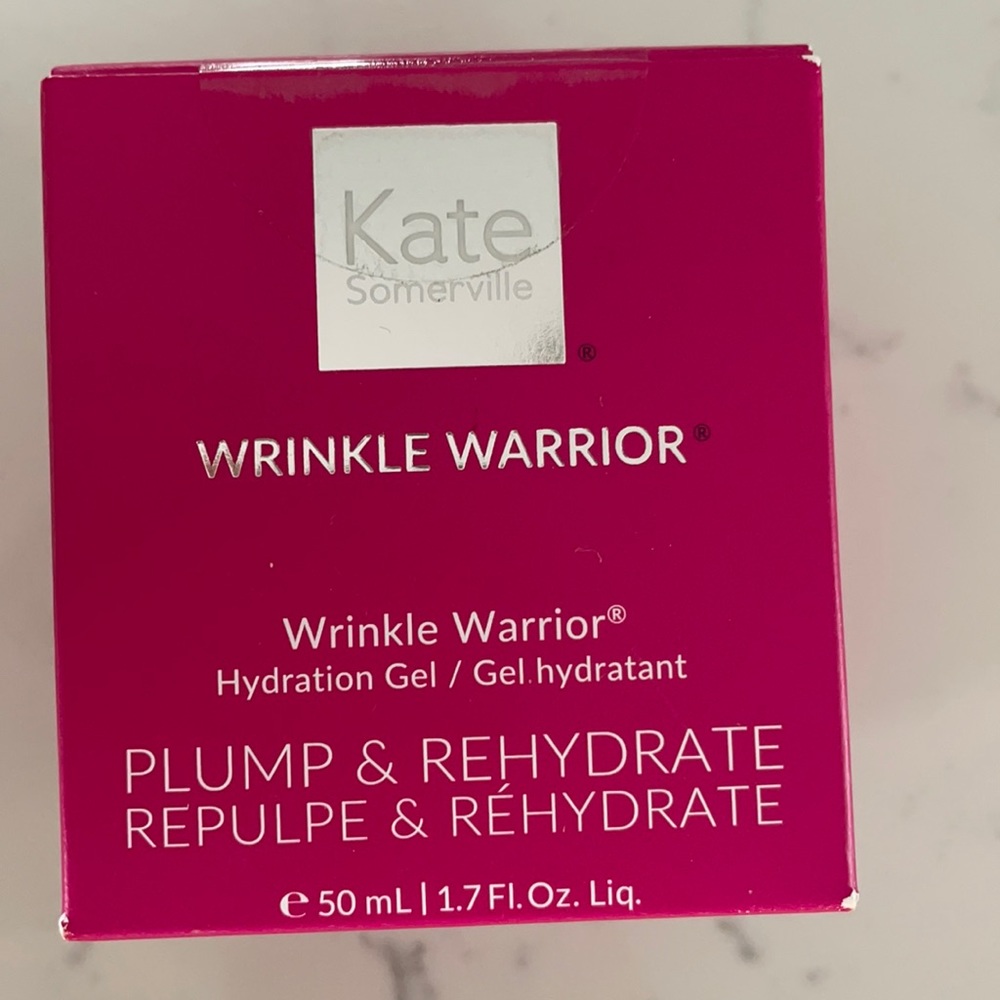 Kate
Somerville
®
WRINKLE WARRIOR®
Wrinkle Warrior®
Hydration Gel / Gel hydratant
PLUMP & REHYDRATE
REPULPE & RÉHYDRATE
℮ 50 mL | 1.7 Fl. Oz. Liq.